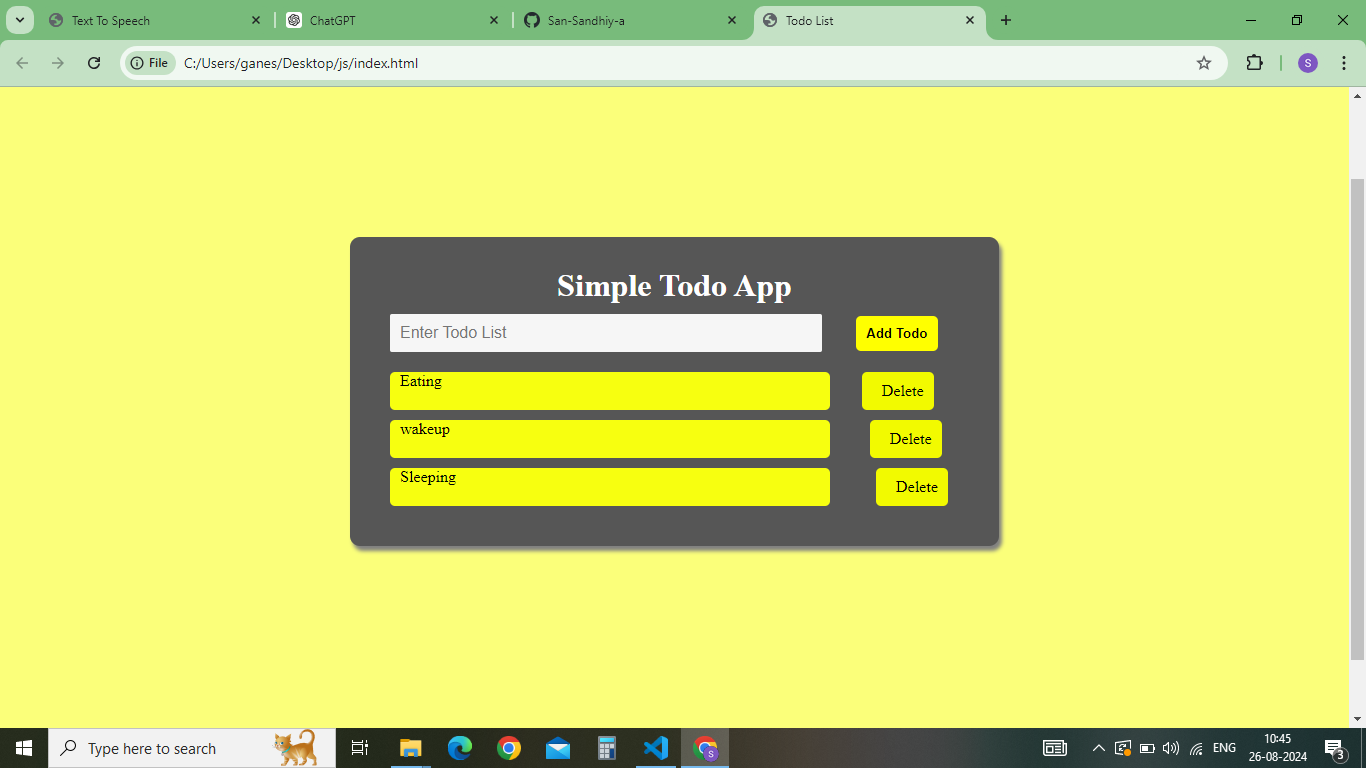 Text To Speech
ChatGPT
San-Sandhiy-a
Todo List
File
C:/Users/ganes/Desktop/js/index.html
S
Simple Todo App
Enter Todo List
Add Todo
Eating
Delete
wakeup
Delete
Sleeping
Delete
Type here to search
S
ENG
10:45
26-08-2024
3